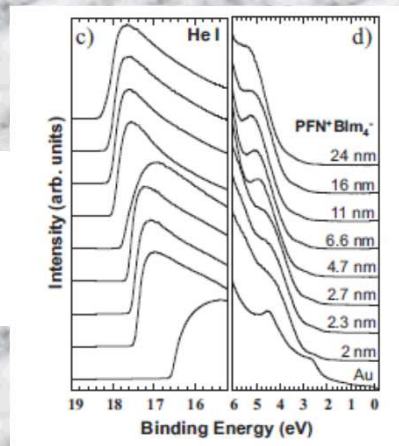 c)
He I
d)
Intensity (arb. units)
PFN⁺BIm₄⁻
24 nm
16 nm
11 nm
6.6 nm
4.7 nm
2.7 nm
2.3 nm
2 nm
Au
19 18 17 16 6 5 4 3 2 1 0
Binding Energy (eV)